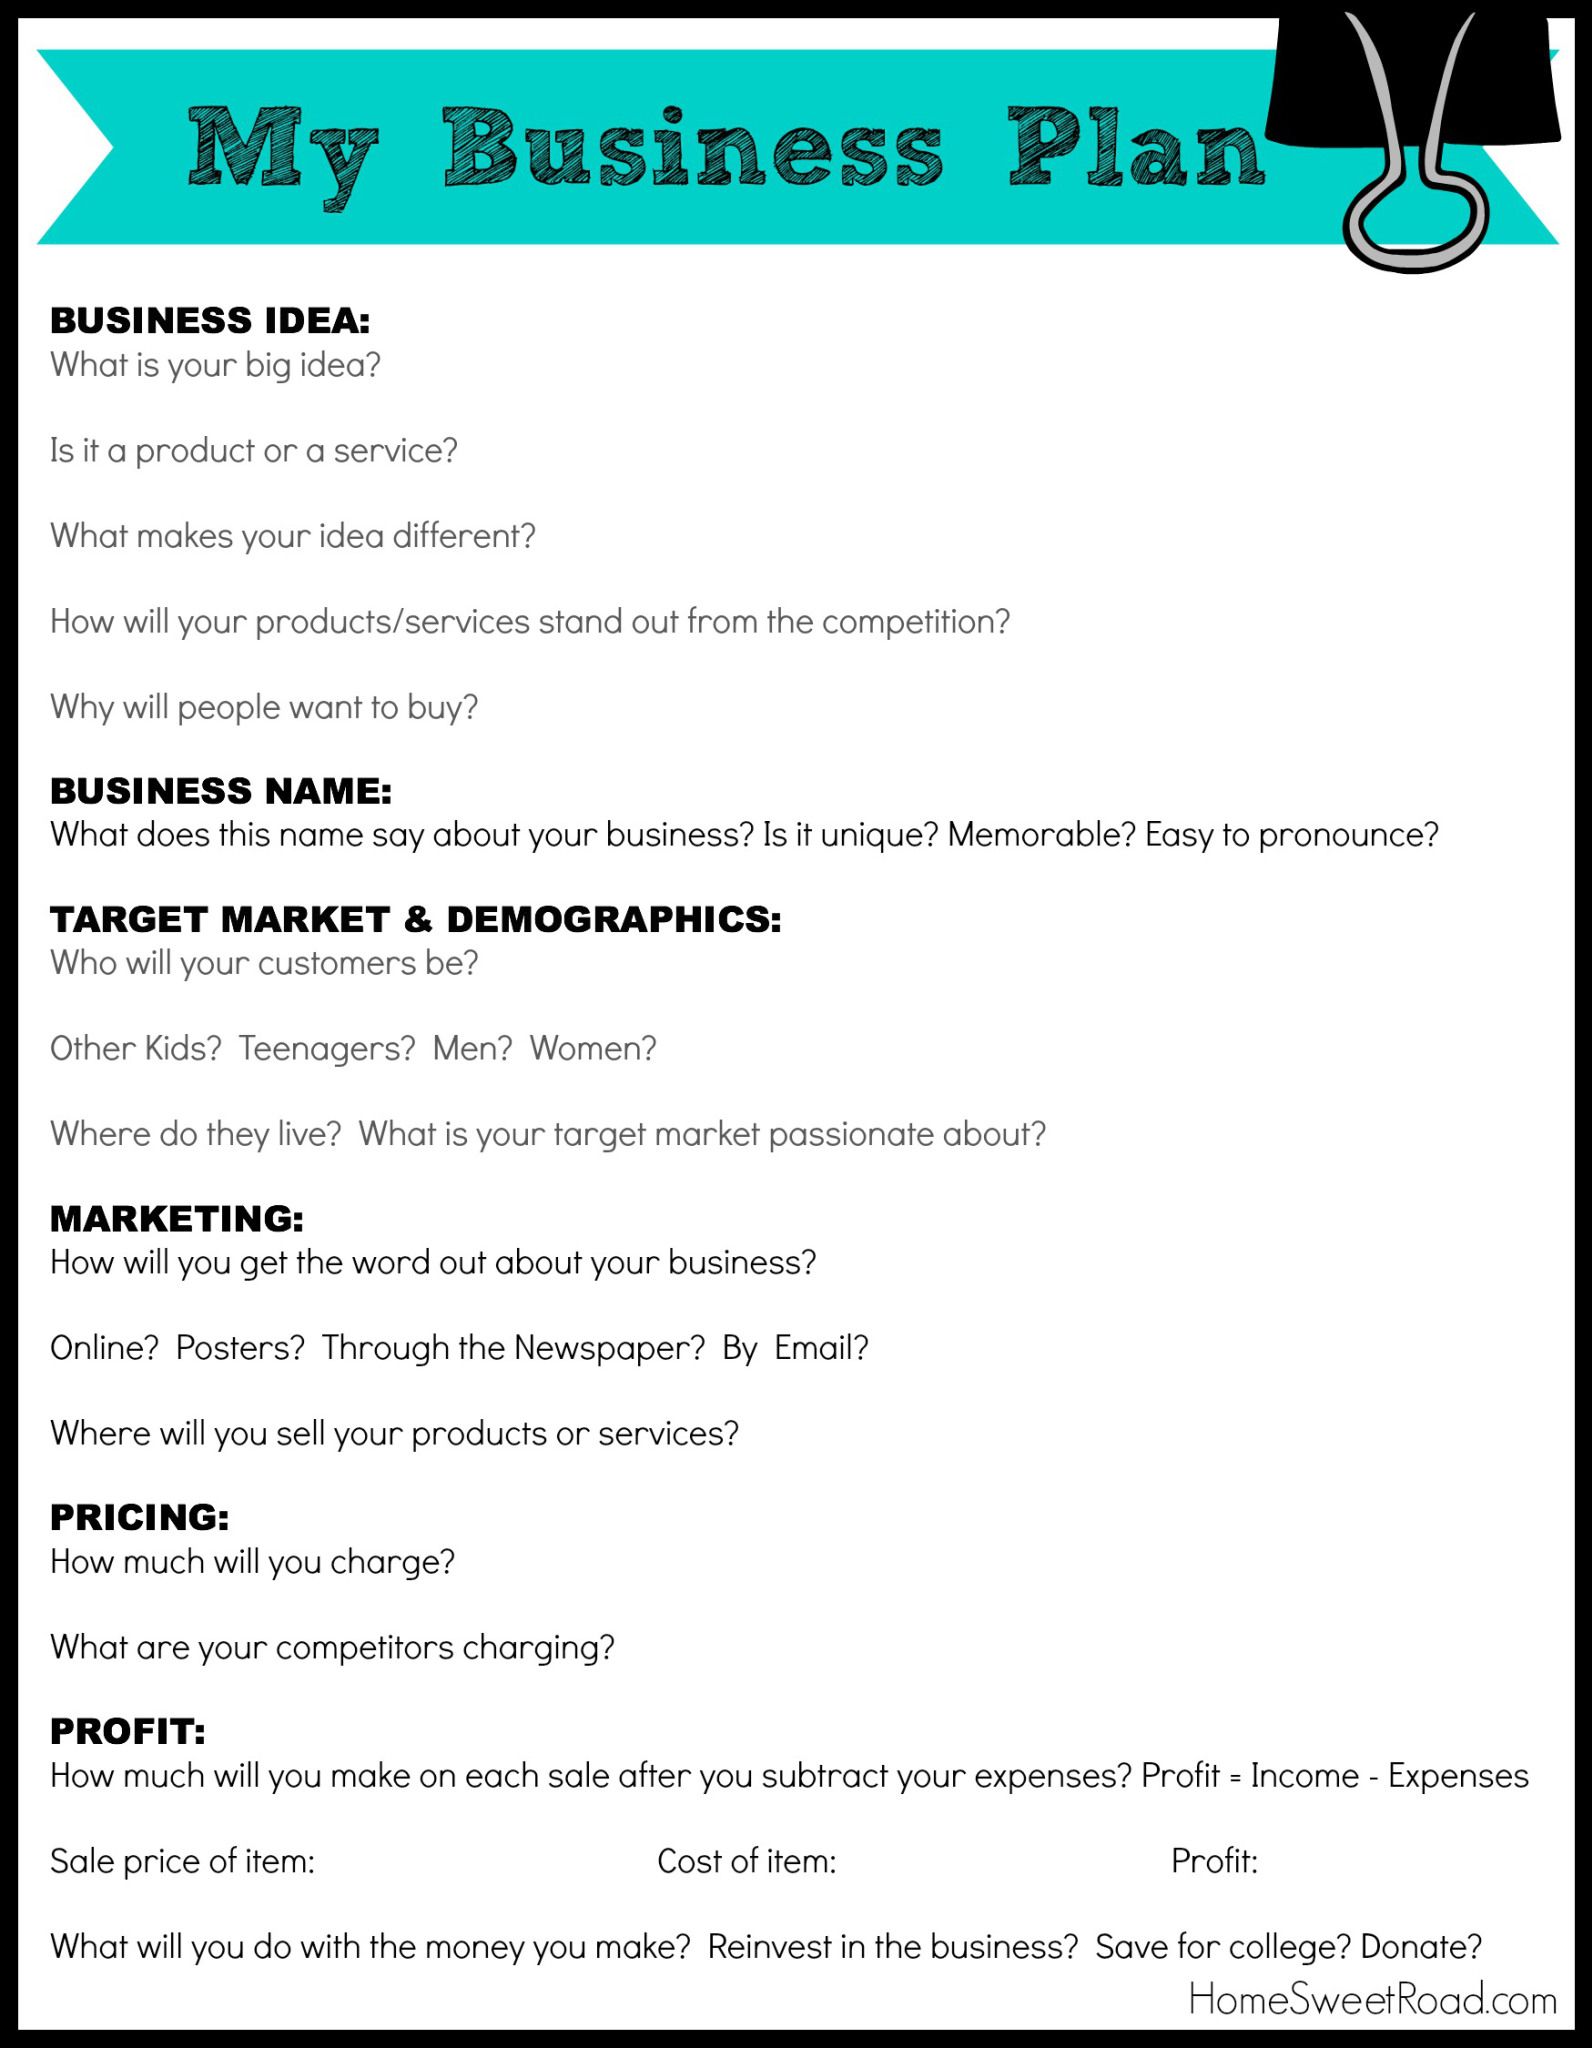 My Business Plan
BUSINESS IDEA:
What is your big idea?
Is it a product or a service?
What makes your idea different?
How will your products/services stand out from the competition?
Why will people want to buy?
BUSINESS NAME:
What does this name say about your business? Is it unique? Memorable? Easy to pronounce?
TARGET MARKET & DEMOGRAPHICS:
Who will your customers be?
Other Kids? Teenagers? Men? Women?
Where do they live? What is your target market passionate about?
MARKETING:
How will you get the word out about your business?
Online? Posters? Through the Newspaper? By Email?
Where will you sell your products or services?
PRICING:
How much will you charge?
What are your competitors charging?
PROFIT:
How much will you make on each sale after you subtract your expenses? Profit = Income - Expenses
Sale price of item: Cost of item: Profit:
What will you do with the money you make? Reinvest in the business? Save for college? Donate?
HomeSweetRoad.com